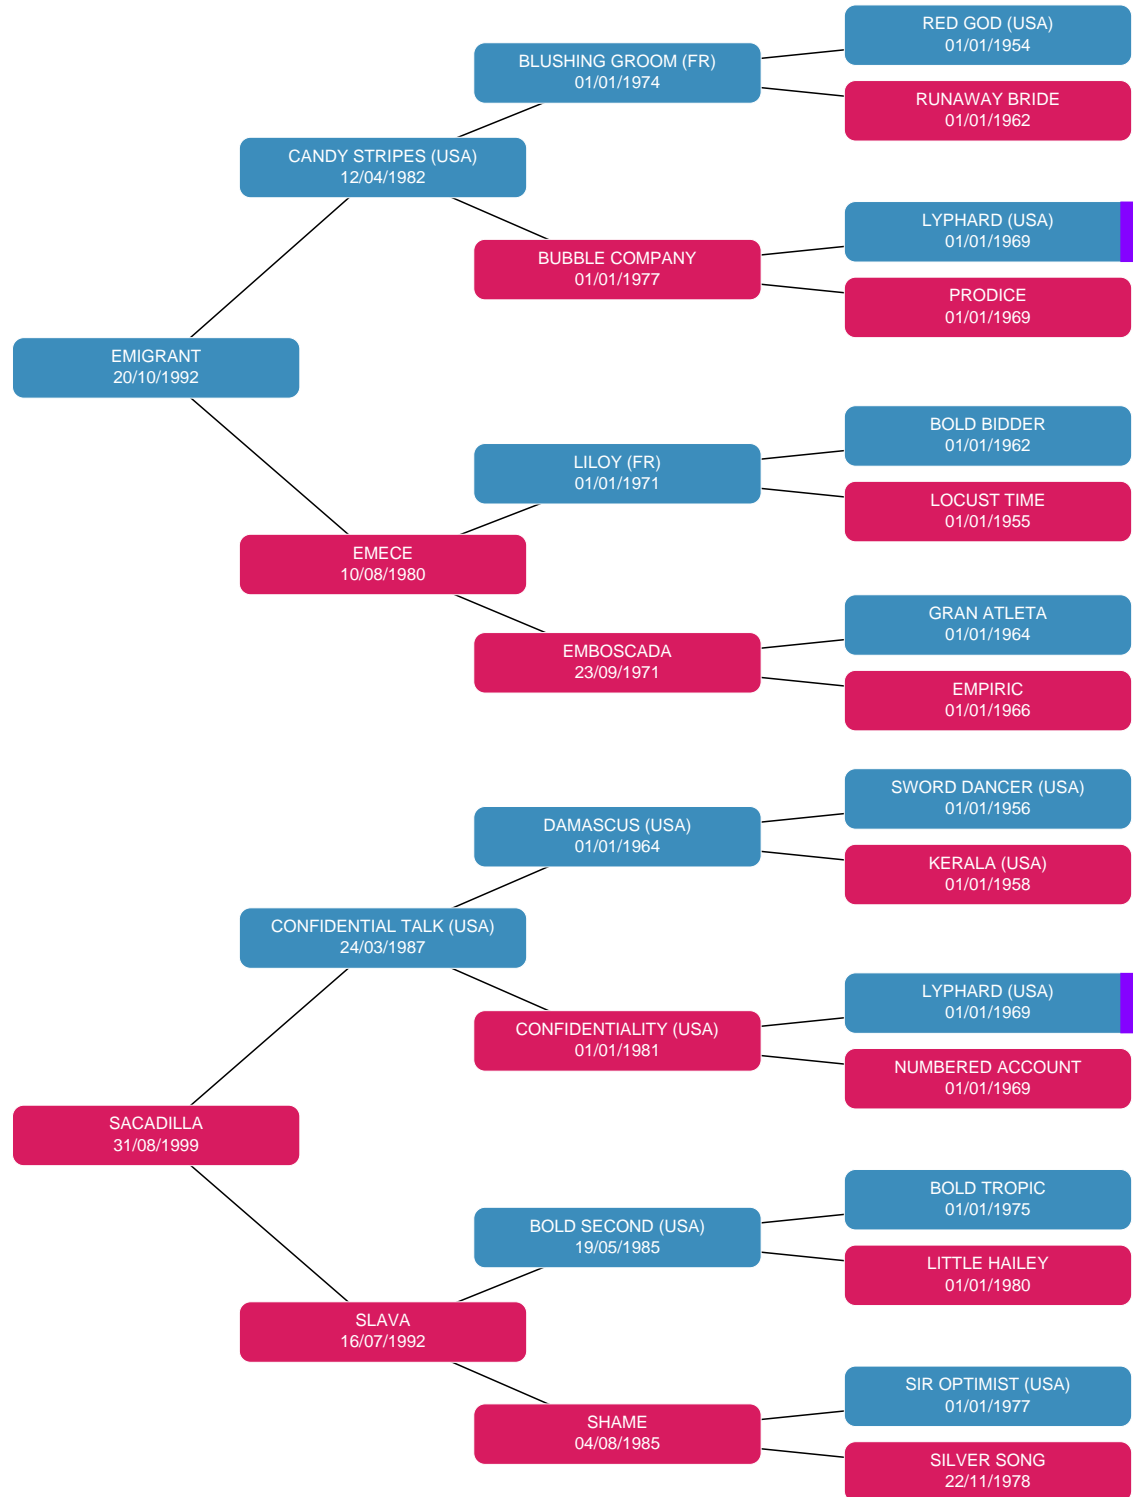 RED GOD (USA)
01/01/1954
BLUSHING GROOM (FR)
01/01/1974
RUNAWAY BRIDE
01/01/1962
CANDY STRIPES (USA)
12/04/1982
LYPHARD (USA)
01/01/1969
BUBBLE COMPANY
01/01/1977
PRODICE
01/01/1969
EMIGRANT
20/10/1992
BOLD BIDDER
01/01/1962
LILOY (FR)
01/01/1971
LOCUST TIME
01/01/1955
EMECE
10/08/1980
GRAN ATLETA
01/01/1964
EMBOSCADA
23/09/1971
EMPIRIC
01/01/1966
SWORD DANCER (USA)
01/01/1956
DAMASCUS (USA)
01/01/1964
KERALA (USA)
01/01/1958
CONFIDENTIAL TALK (USA)
24/03/1987
LYPHARD (USA)
01/01/1969
CONFIDENTIALITY (USA)
01/01/1981
NUMBERED ACCOUNT
01/01/1969
SACADILLA
31/08/1999
BOLD TROPIC
01/01/1975
BOLD SECOND (USA)
19/05/1985
LITTLE HAILEY
01/01/1980
SLAVA
16/07/1992
SIR OPTIMIST (USA)
01/01/1977
SHAME
04/08/1985
SILVER SONG
22/11/1978